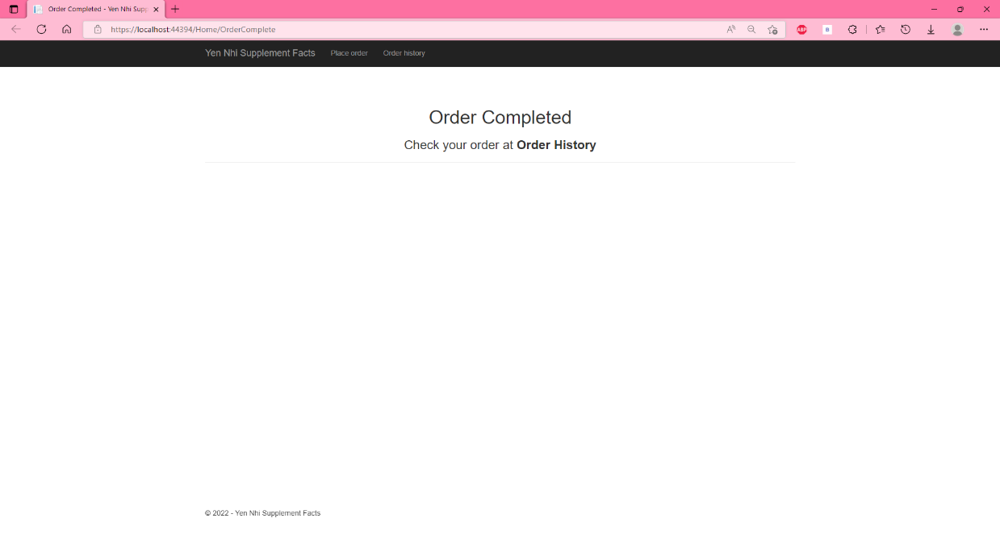 Order Completed - Yen Nhi Supp
https://localhost:44394/Home/OrderComplete
A
ABP
B
Yen Nhi Supplement Facts
Place order
Order history
Order Completed
Check your order at Order History
© 2022 - Yen Nhi Supplement Facts